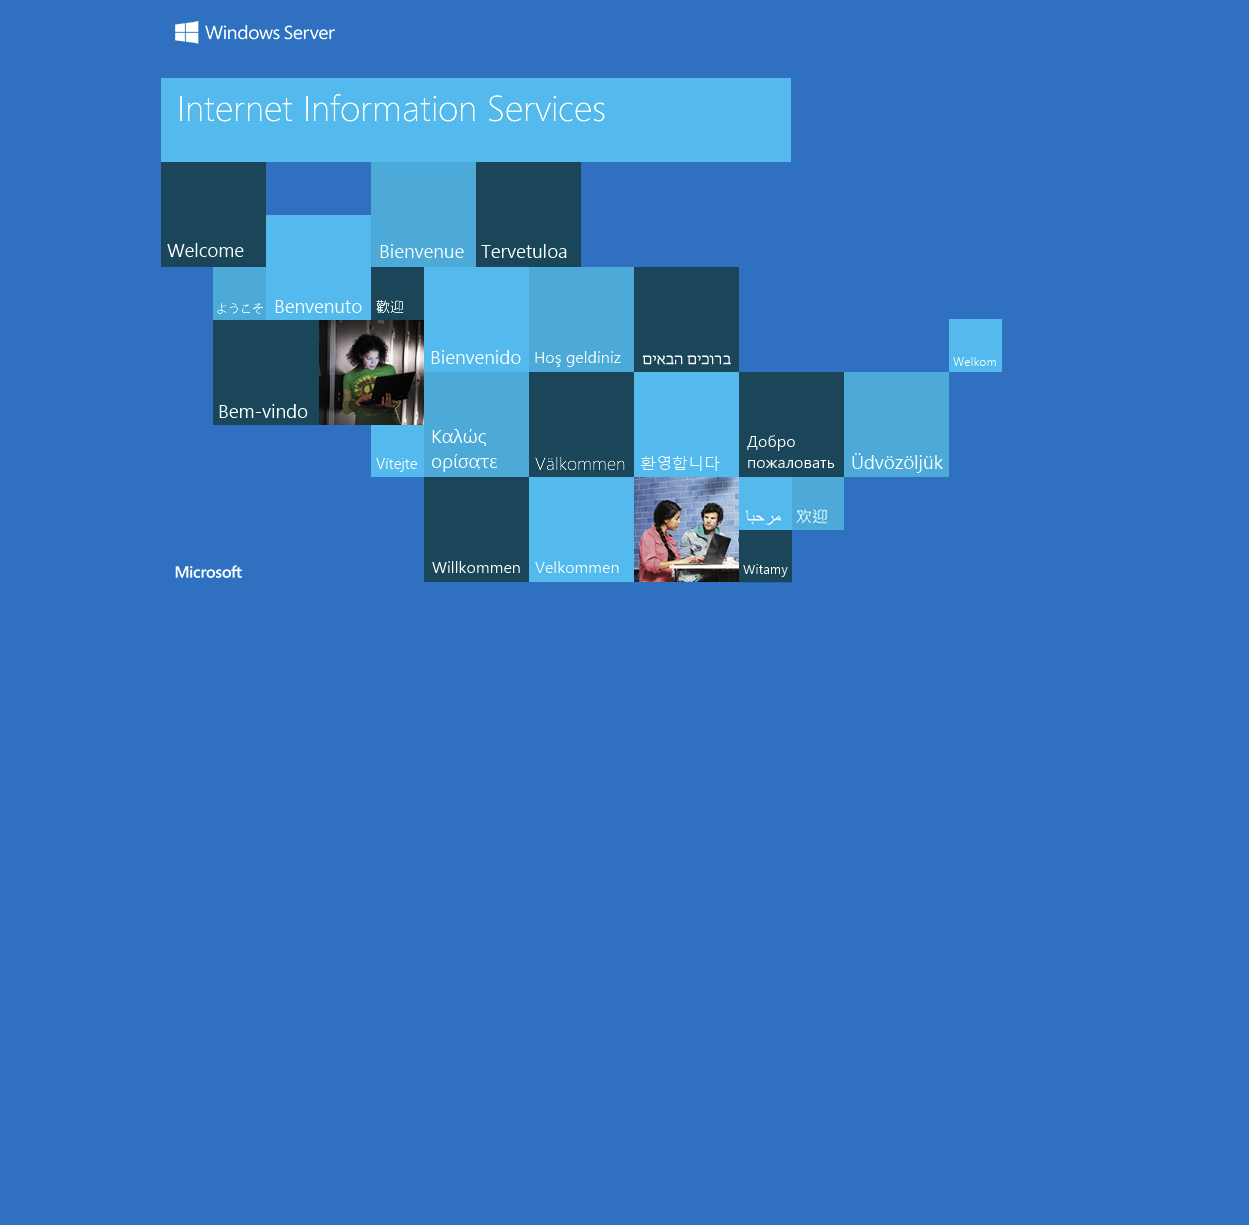 Windows Server
Internet Information Services
Welcome
Bienvenue
Tervetuloa
ようこそ
Benvenuto
歡迎
Bienvenido
Hoş geldiniz
ברוכים הבאים
Welkom
Bem-vindo
Vítejte
Καλώς
ορίσατε
Välkommen
환영합니다
Добро
пожаловать
Üdvözöljük
مرحبا
欢迎
Willkommen
Velkommen
Witamy
Microsoft